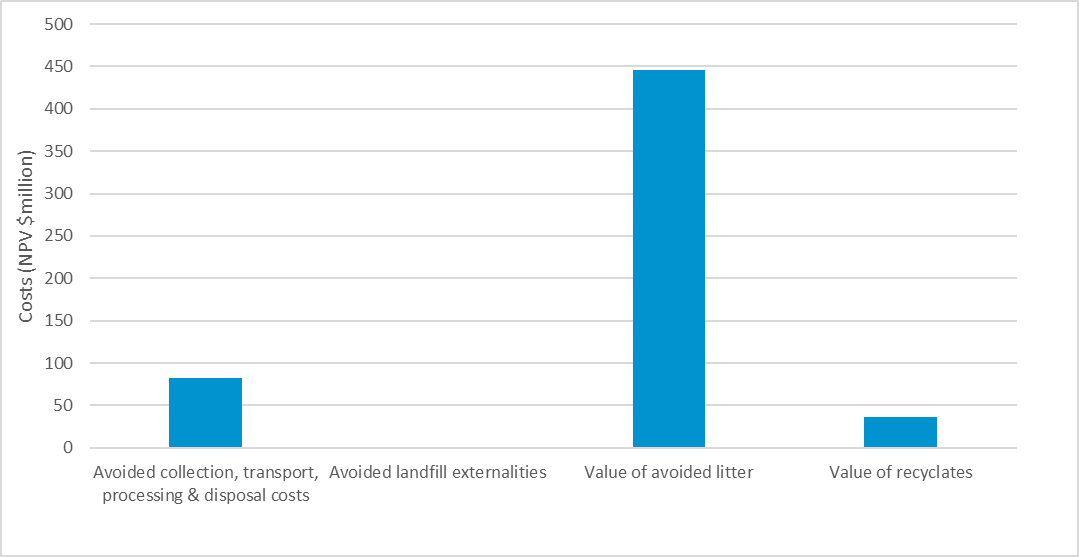 500
450
400
350
300
250
200
150
100
50
0
Costs (NPV $million)
Avoided collection, transport,
processing & disposal costs
Avoided landfill externalities
Value of avoided litter
Value of recyclates